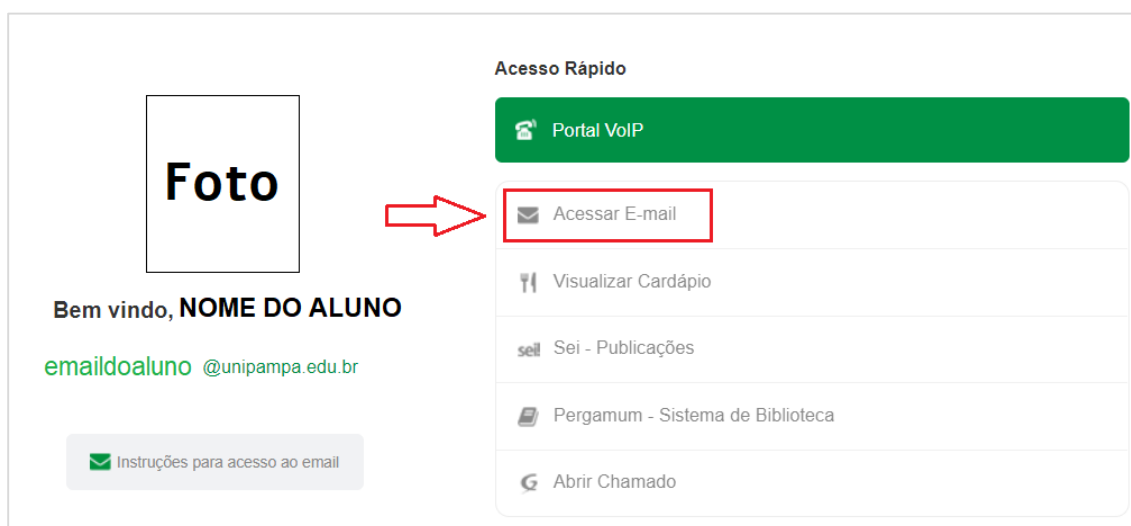 Foto
Bem vindo, NOME DO ALUNO
emaildoaluno @unipampa.edu.br
Instruções para acesso ao email
Acesso Rápido
Portal VoIP
Acessar E-mail
Visualizar Cardápio
sei! Sei - Publicações
Pergamum - Sistema de Biblioteca
Abrir Chamado